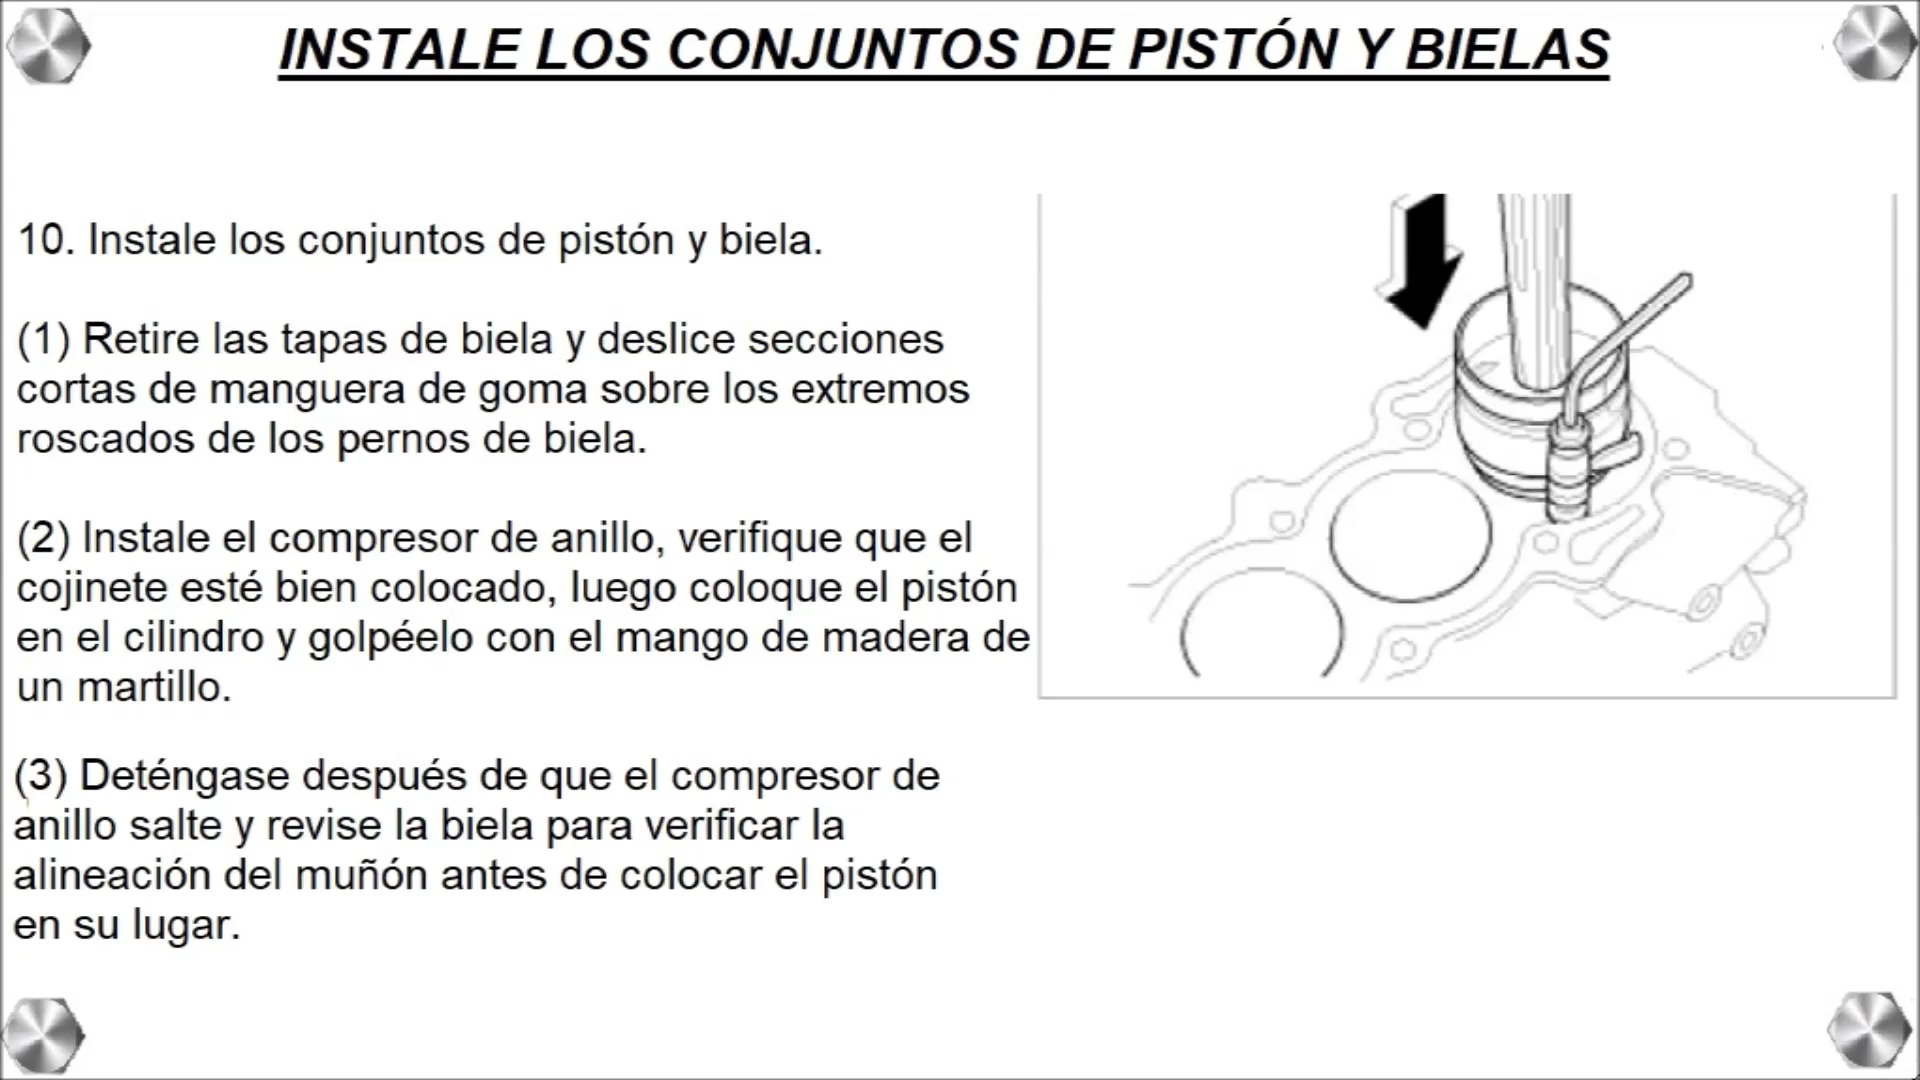 INSTALE LOS CONJUNTOS DE PISTÓN Y BIELAS
10. Instale los conjuntos de pistón y biela.
(1) Retire las tapas de biela y deslice secciones
cortas de manguera de goma sobre los extremos
roscados de los pernos de biela.
(2) Instale el compresor de anillo, verifique que el
cojinete esté bien colocado, luego coloque el pistón
en el cilindro y golpéelo con el mango de madera de
un martillo.
(3) Deténgase después de que el compresor de
anillo salte y revise la biela para verificar la
alineación del muñón antes de colocar el pistón
en su lugar.